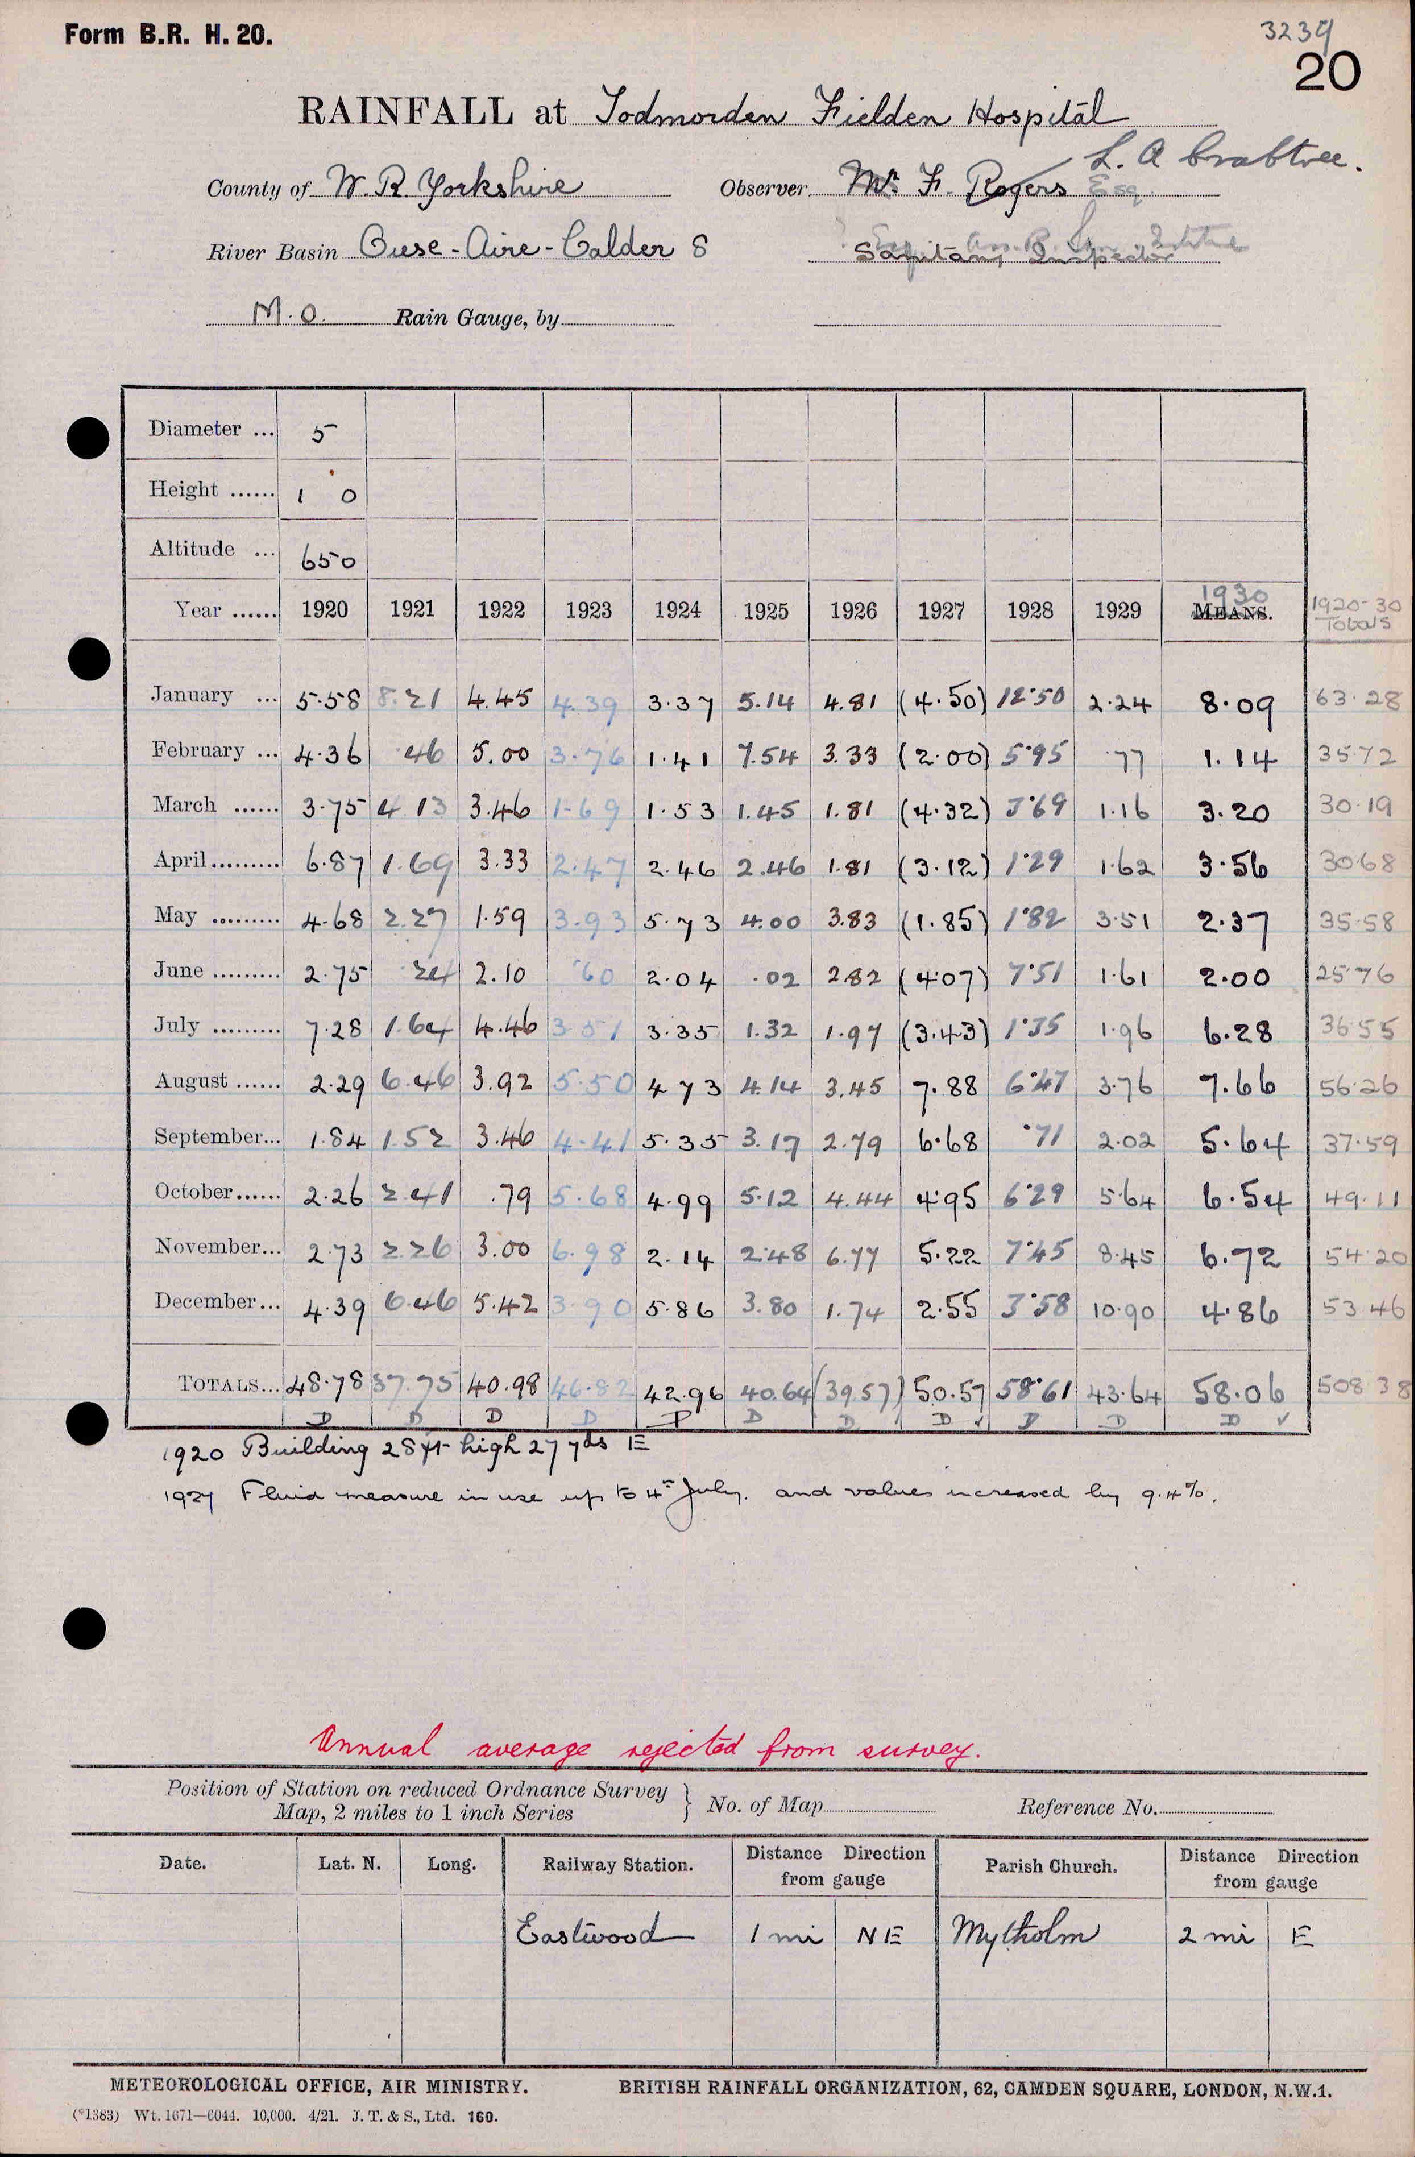 Form B.R. H. 20.
3239
20
RAINFALL at Todmorden Fielden Hospital
L. A. Crabtree.
County of W. R. Yorkshire Observer Mr. F. Rogers Esq
River Basin Ouse - Aire - Calder 8 Sanitary Inspector
M.O. Rain Gauge, by
Diameter ... 5
Height ...... 1 0
Altitude ... 650
Year ...... 1920 1921 1922 1923 1924 1925 1926 1927 1928 1929 MEANS. 1930 1920-30 Totals
January ... 5.58 8.21 4.45 4.39 3.37 5.14 4.81 (4.50) 12.50 2.24 8.09 63.28
February ... 4.36 .46 5.00 3.76 1.41 7.54 3.33 (2.00) 5.95 .77 1.14 35.72
March ...... 3.75 4.13 3.46 1.69 1.53 1.45 1.81 (4.32) 3.69 1.16 3.20 30.19
April......... 6.87 1.69 3.33 2.47 2.46 2.46 1.81 (3.12) 1.29 1.62 3.56 30.68
May ......... 4.68 2.27 1.59 3.93 5.73 4.00 3.83 (1.85) 1.82 3.51 2.37 35.58
June ......... 2.75 .24 2.10 .60 2.04 .02 2.82 (4.07) 7.51 1.61 2.00 25.76
July ......... 7.28 1.64 4.46 3.51 3.35 1.32 1.97 (3.43) 1.35 1.96 6.28 36.55
August ...... 2.29 6.46 3.92 5.50 4.73 4.14 3.45 7.88 6.47 3.76 7.66 56.26
September... 1.84 1.52 3.46 4.41 5.35 3.17 2.79 6.68 .71 2.02 5.64 37.59
October...... 2.26 2.41 .79 5.68 4.99 5.12 4.44 4.95 6.29 5.64 6.54 49.11
November... 2.73 2.26 3.00 6.98 2.14 2.48 6.77 5.22 7.45 8.45 6.72 54.20
December... 4.39 6.46 5.42 3.90 5.86 3.80 1.74 2.55 3.58 10.90 4.86 53.46
TOTALS... 48.78 37.75 40.98 46.82 42.96 40.64 (39.57) 50.57 58.61 43.64 58.06 508.38
D D D D D D D D ✓ D D D ✓
1920 Building 28 ft high 27 yds E
1927 Fluid measure in use up to 4th July. and values increased by 9.4%.
Annual average rejected from survey.
Position of Station on reduced Ordnance Survey Map, 2 miles to 1 inch Series } No. of Map Reference No.
Date. Lat. N. Long. Railway Station. Distance Direction from gauge Parish Church. Distance Direction from gauge
Eastwood 1 mi NE Mytholm 2 mi E
METEOROLOGICAL OFFICE, AIR MINISTRY. BRITISH RAINFALL ORGANIZATION, 62, CAMDEN SQUARE, LONDON, N.W.1.
(*1383) Wt. 1671—6044. 10,000. 4/21. J. T. & S., Ltd. 160.